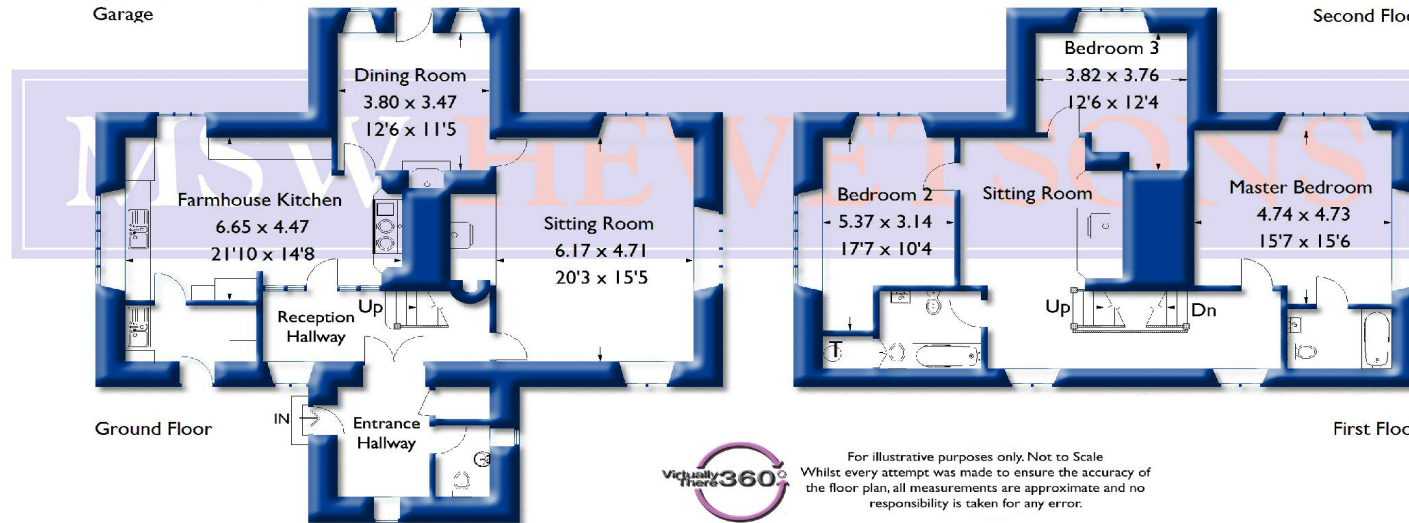 Garage
Second Floo
MSW HEWETSONS
Dining Room
3.80 x 3.47
12'6 x 11'5
Farmhouse Kitchen
6.65 x 4.47
21'10 x 14'8
Sitting Room
6.17 x 4.71
20'3 x 15'5
Reception
Hallway
Up
IN
Entrance
Hallway
Ground Floor
Bedroom 3
3.82 x 3.76
12'6 x 12'4
Bedroom 2
5.37 x 3.14
17'7 x 10'4
Sitting Room
Master Bedroom
4.74 x 4.73
15'7 x 15'6
Up
Dn
T
First Floo
Virtually
There 360°
For illustrative purposes only. Not to Scale
Whilst every attempt was made to ensure the accuracy of
the floor plan, all measurements are approximate and no
responsibility is taken for any error.